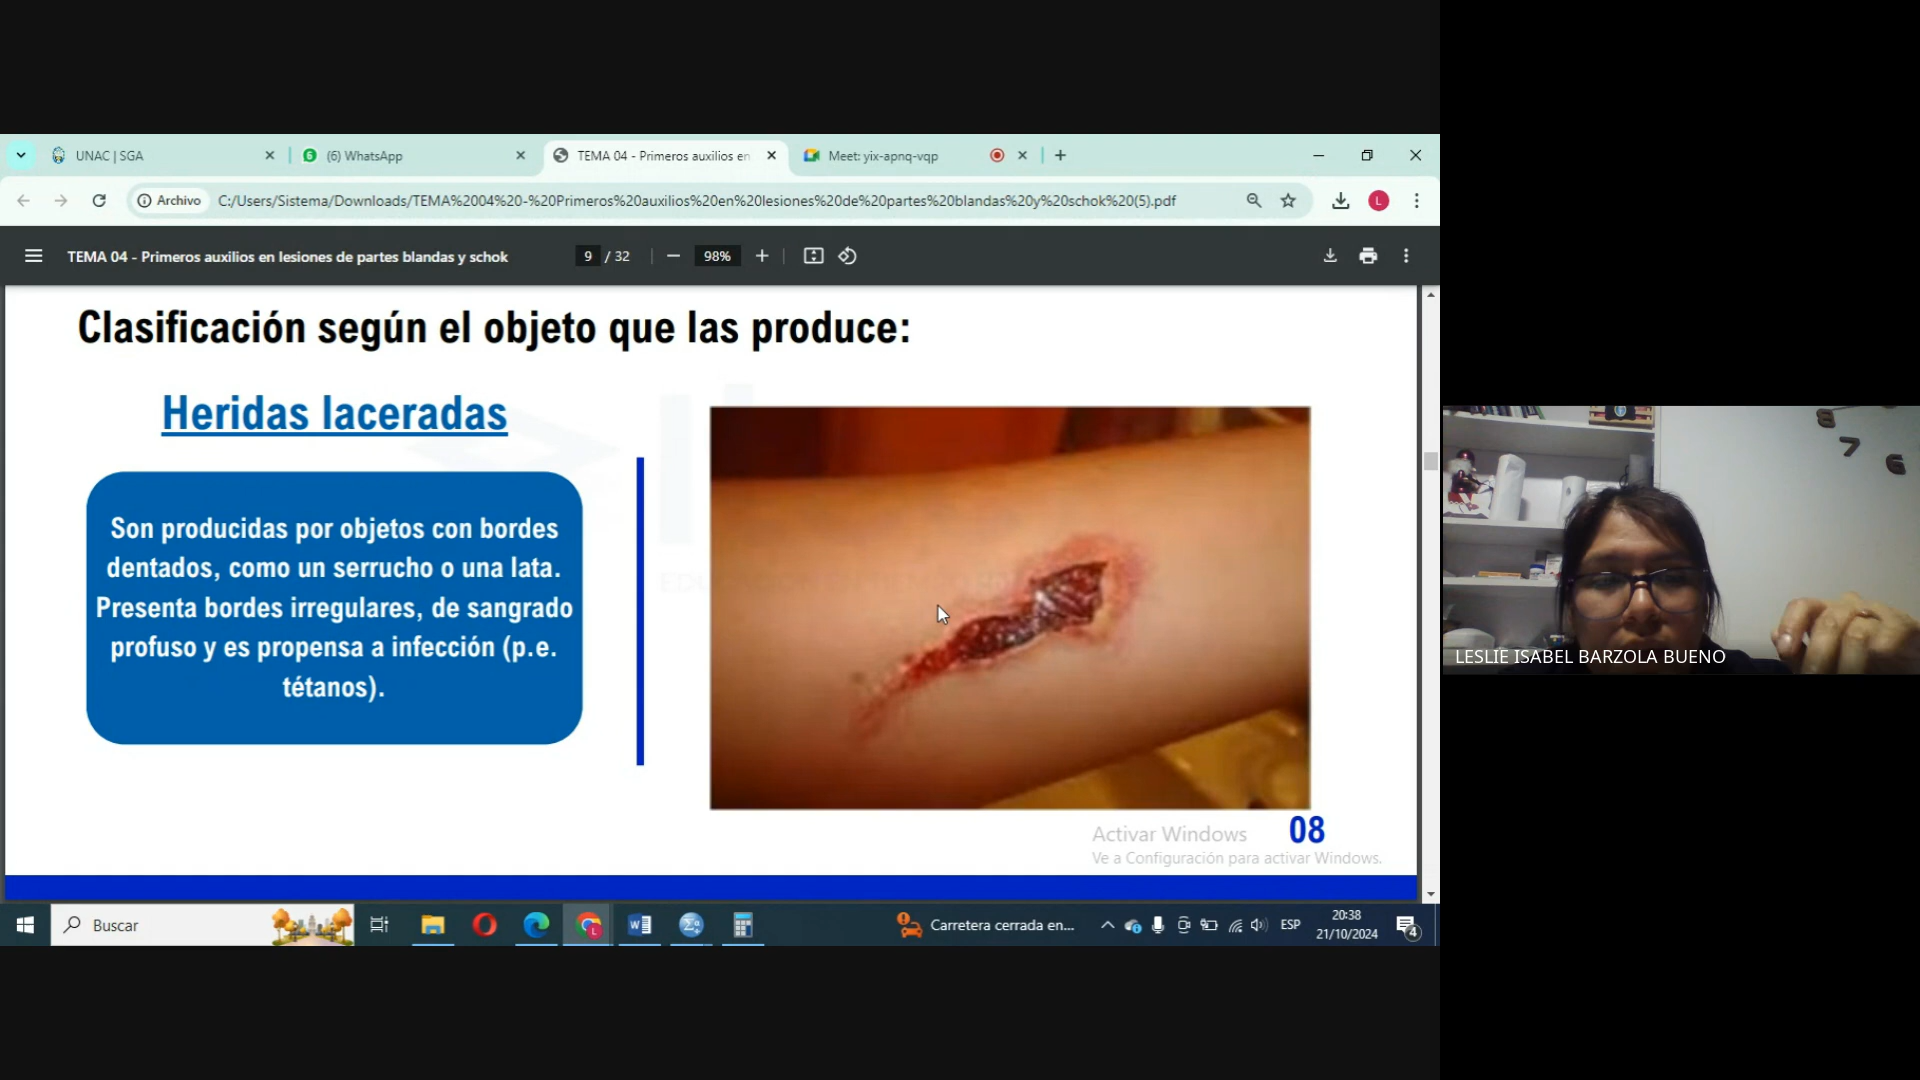 UNAC | SGA
(6) WhatsApp
TEMA 04 - Primeros auxilios en
Meet: yix-apnq-vqp
Archivo
C:/Users/Sistema/Downloads/TEMA%2004%20-%20Primeros%20auxilios%20en%20lesiones%20de%20partes%20blandas%20y%20schok%20(5).pdf
L
TEMA 04 - Primeros auxilios en lesiones de partes blandas y schok
9 / 32
98%
Clasificación según el objeto que las produce:
Heridas laceradas
Son producidas por objetos con bordes
dentados, como un serrucho o una lata.
Presenta bordes irregulares, de sangrado
profuso y es propensa a infección (p.e.
tétanos).
Activar Windows
Ve a Configuración para activar Windows.
08
Buscar
Carretera cerrada en...
ESP
20:38
21/10/2024
4
8
7
6
LESLIE ISABEL BARZOLA BUENO